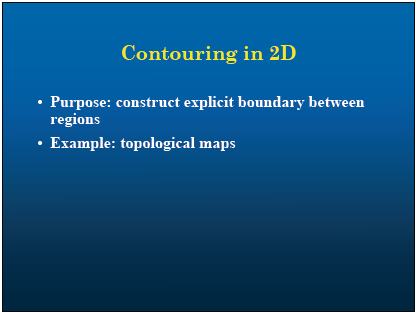 Contouring in 2D
• Purpose: construct explicit boundary between
regions
• Example: topological maps